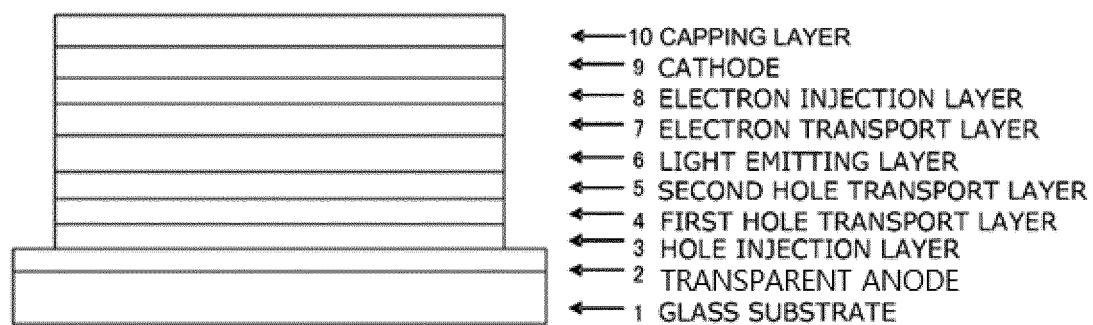 10 CAPPING LAYER
9 CATHODE
8 ELECTRON INJECTION LAYER
7 ELECTRON TRANSPORT LAYER
6 LIGHT EMITTING LAYER
5 SECOND HOLE TRANSPORT LAYER
4 FIRST HOLE TRANSPORT LAYER
3 HOLE INJECTION LAYER
2 TRANSPARENT ANODE
1 GLASS SUBSTRATE